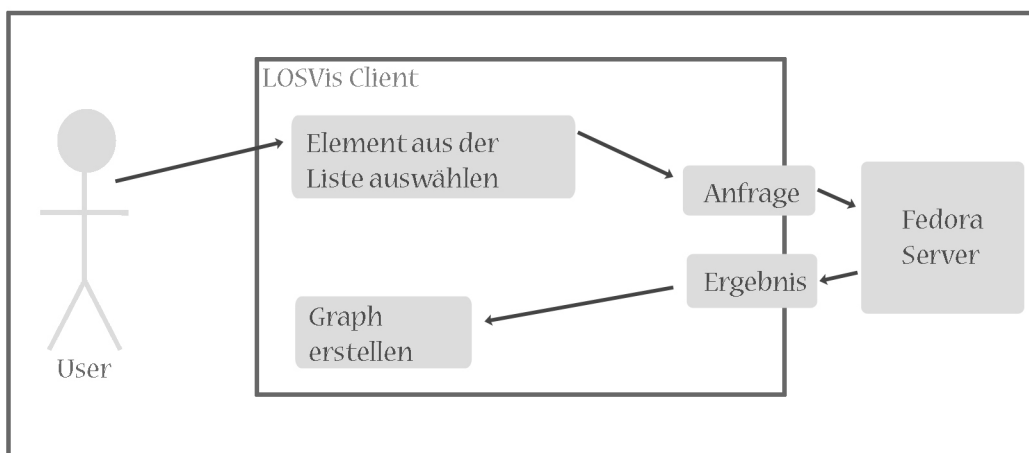 LOSVis Client
Element aus der
Liste auswählen
Anfrage
Fedora
Server
Ergebnis
Graph
erstellen
User